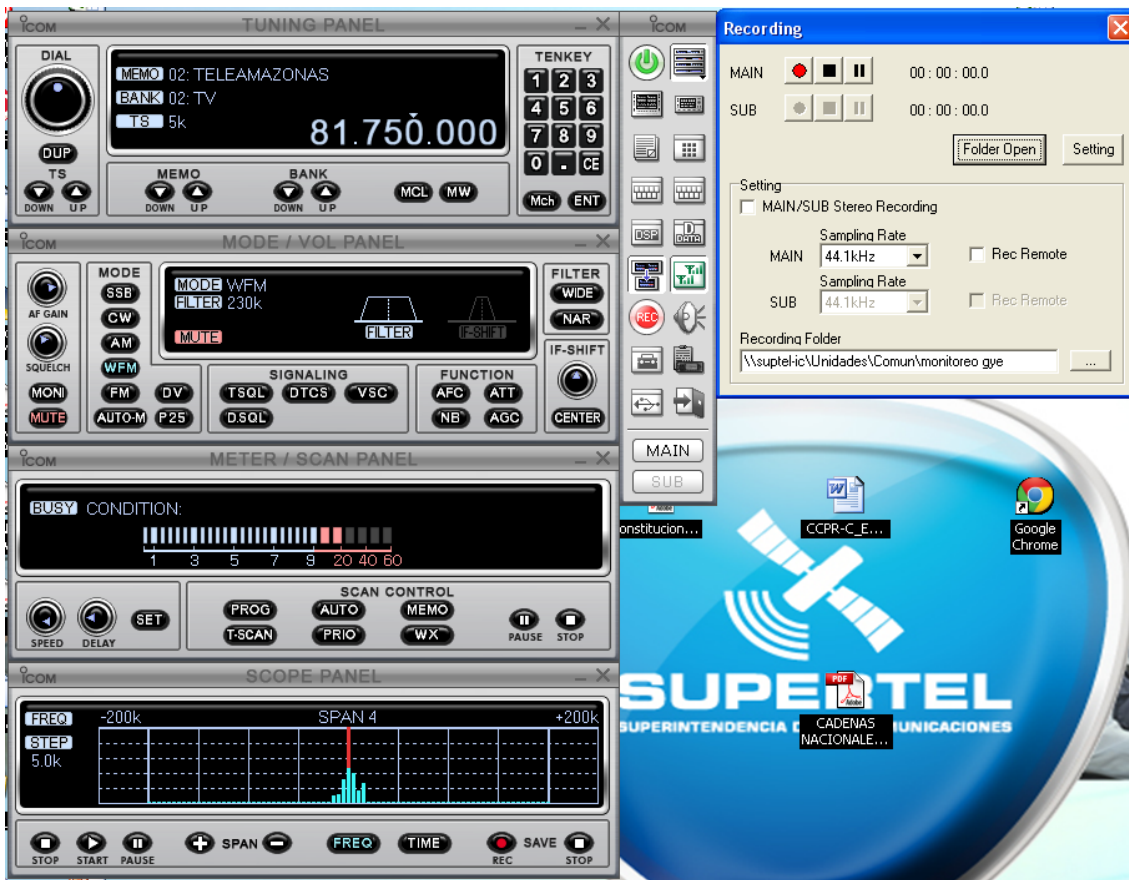 ICOM TUNING PANEL
DIAL
MEMO 02: TELEAMAZONAS
BANK 02: TV
TS 5k
81.750.000
DUP
TS
DOWN UP
MEMO
DOWN UP
BANK
DOWN UP
MCL MW
TENKEY
1 2 3
4 5 6
7 8 9
0 . CE
Mch ENT
ICOM MODE / VOL PANEL
AF GAIN
SQUELCH
MONI
MUTE
MODE
SSB
CW
AM
WFM
FM DV
AUTO-M P25
MODE WFM
FILTER 230k
MUTE
FILTER IF-SHIFT
SIGNALING
TSQL DTCS VSC
D.SQL
FUNCTION
AFC ATT
NB AGC
FILTER
WIDE
NAR
IF-SHIFT
CENTER
ICOM METER / SCAN PANEL
BUSY CONDITION:
1 3 5 7 9 20 40 60
SPEED DELAY SET
SCAN CONTROL
PROG AUTO MEMO
T-SCAN PRIO WX
PAUSE STOP
ICOM SCOPE PANEL
FREQ -200k SPAN 4 +200k
STEP
5.0k
STOP START PAUSE
SPAN
FREQ TIME
REC SAVE STOP
ICOM
DSP D DATA
REC
MAIN
SUB
Recording
MAIN 00 : 00 : 00.0
SUB 00 : 00 : 00.0
Folder Open Setting
Setting
MAIN/SUB Stereo Recording
Sampling Rate
MAIN 44.1kHz Rec Remote
Sampling Rate
SUB 44.1kHz Rec Remote
Recording Folder
\\suptel-ic\Unidades\Comun\monitoreo gye ...
onstitucion...
CCPR-C_E...
Google
Chrome
SUPERTEL
SUPERINTENDENCIA D UNICACIONES
PDF
Adobe
CADENAS
NACIONALE...